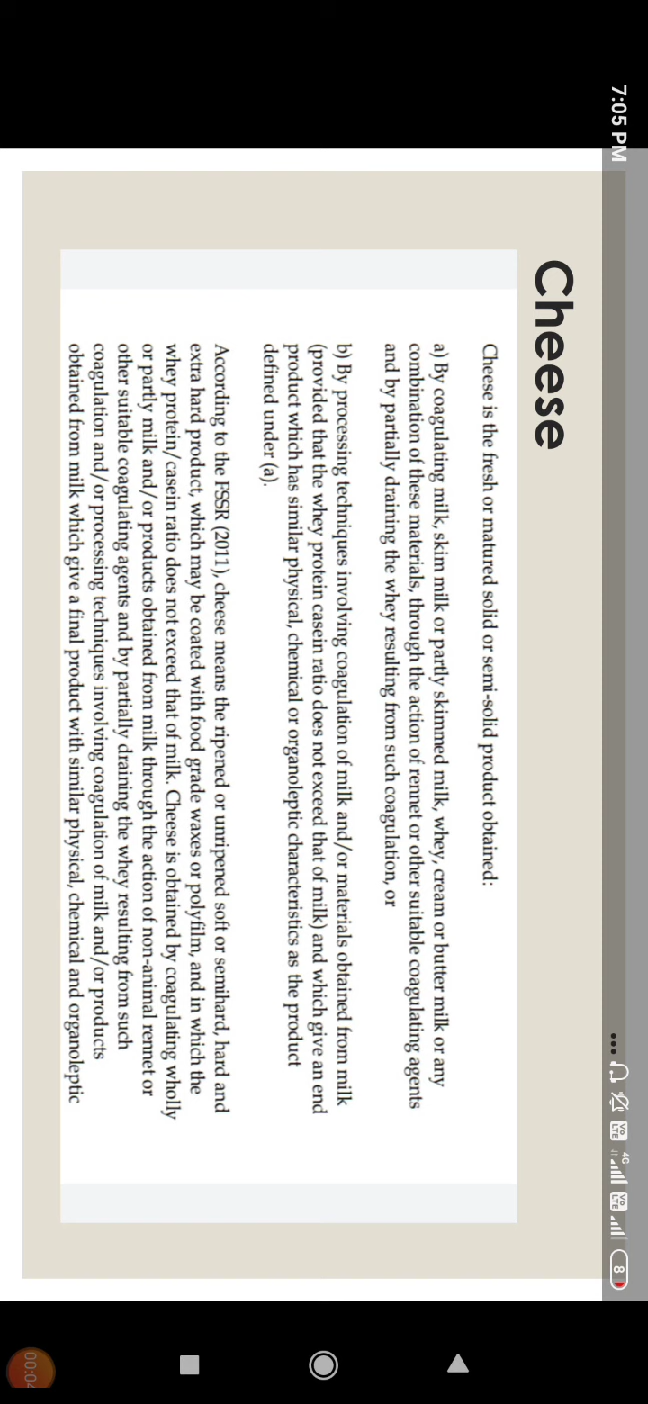 7:05 PM
4G
Vo
LTE
Vo
LTE
8
Cheese
Cheese is the fresh or matured solid or semi-solid product obtained:
a) By coagulating milk, skim milk or partly skimmed milk, whey, cream or butter milk or any
combination of these materials, through the action of rennet or other suitable coagulating agents
and by partially draining the whey resulting from such coagulation, or
b) By processing techniques involving coagulation of milk and/or materials obtained from milk
(provided that the whey protein casein ratio does not exceed that of milk) and which give an end
product which has similar physical, chemical or organoleptic characteristics as the product
defined under (a).
According to the FSSR (2011), cheese means the ripened or unripened soft or semihard, hard and
extra hard product, which may be coated with food grade waxes or polyfilm, and in which the
whey protein/casein ratio does not exceed that of milk. Cheese is obtained by coagulating wholly
or partly milk and/or products obtained from milk through the action of non-animal rennet or
other suitable coagulating agents and by partially draining the whey resulting from such
coagulation and/or processing techniques involving coagulation of milk and/or products
obtained from milk which give a final product with similar physical, chemical and organoleptic